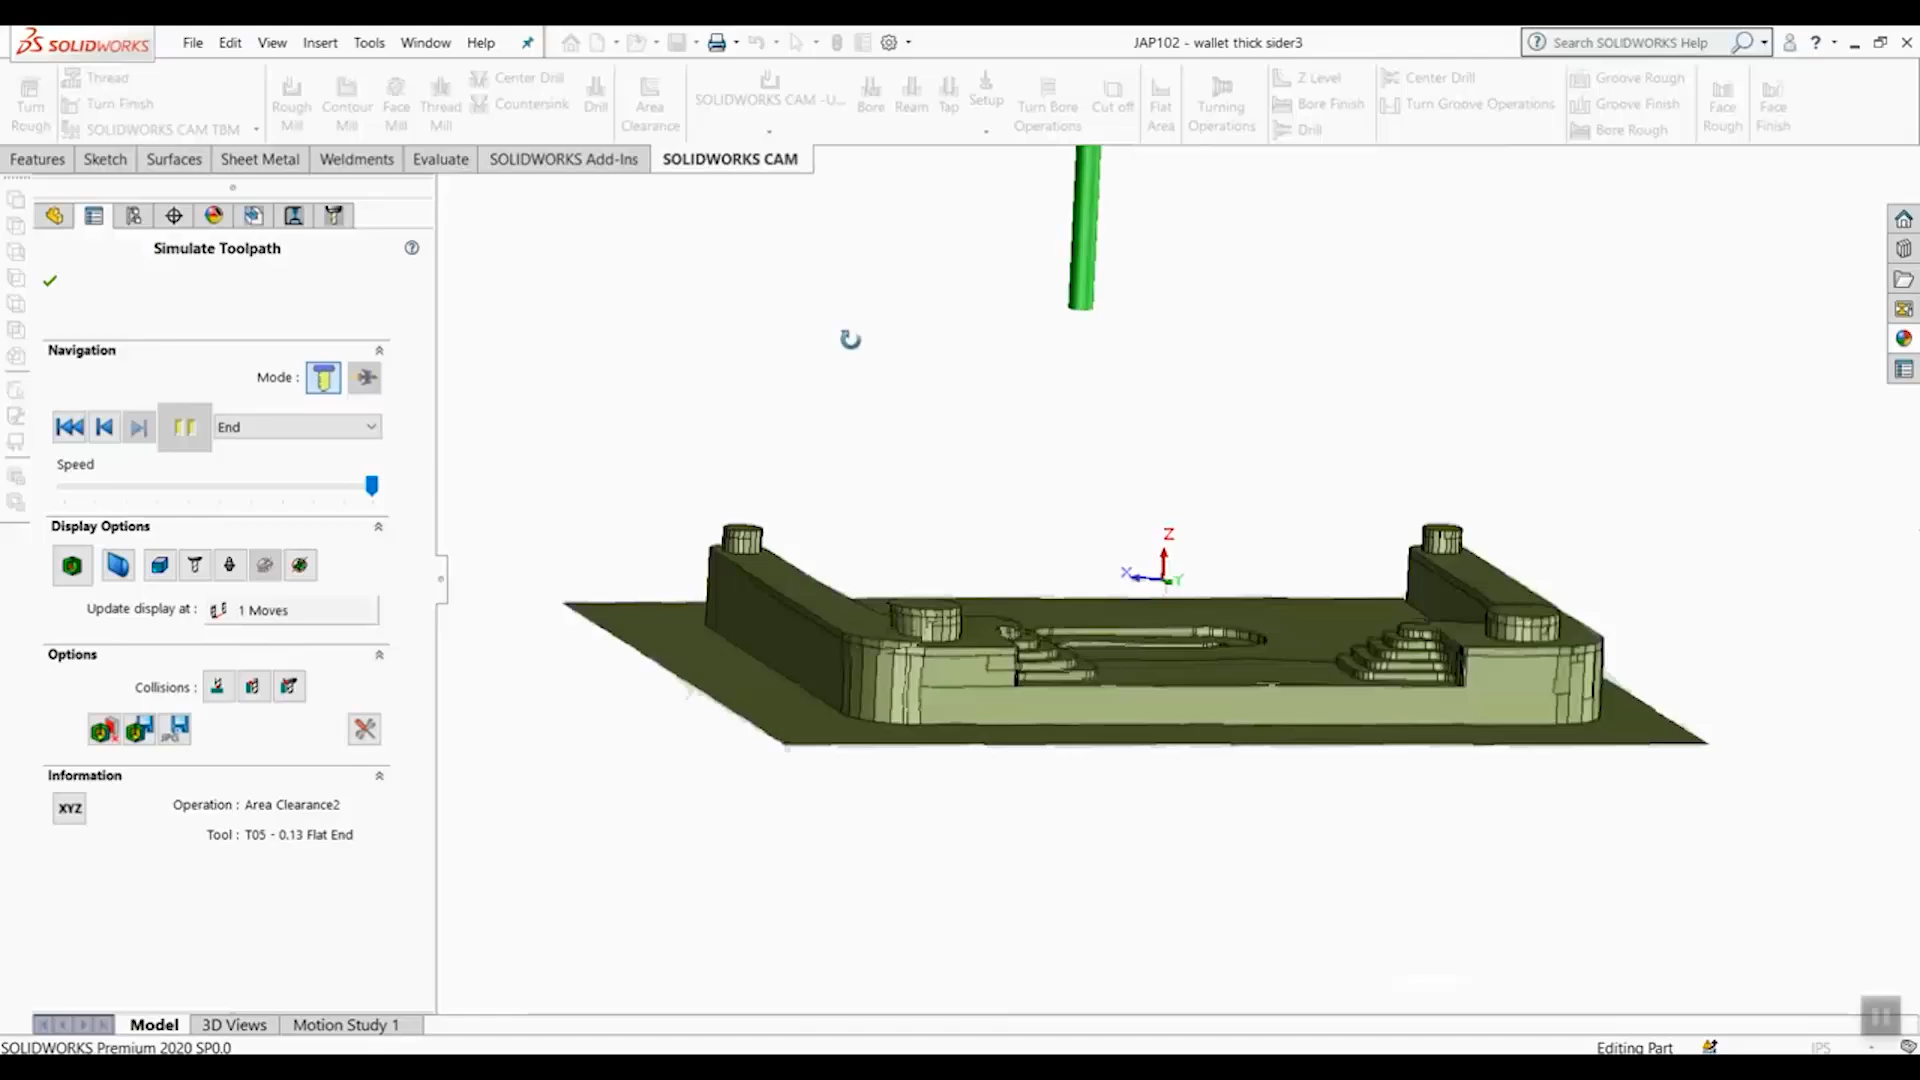 SOLIDWORKS File Edit View Insert Tools Window Help JAP102 - wallet thick sider3 Search SOLIDWORKS Help
Turn Rough
Thread
Turn Finish
SOLIDWORKS CAM TBM
Rough Mill
Contour Mill
Face Mill
Thread Mill
Center Drill
Countersink
Drill
Area Clearance
SOLIDWORKS CAM -U...
Bore
Ream
Tap
Setup
Turn Bore Operations
Cut off
Flat Area
Turning Operations
Z Level
Bore Finish
Drill
Center Drill
Turn Groove Operations
Groove Rough
Groove Finish
Bore Rough
Face Rough
Face Finish
Features Sketch Surfaces Sheet Metal Weldments Evaluate SOLIDWORKS Add-Ins SOLIDWORKS CAM
Simulate Toolpath
Navigation
Mode :
End
Speed
Display Options
Update display at : 1 Moves
Options
Collisions :
Information
XYZ
Operation : Area Clearance2
Tool : T05 - 0.13 Flat End
Z
X
Y
Model 3D Views Motion Study 1
SOLIDWORKS Premium 2020 SP0.0 Editing Part IPS